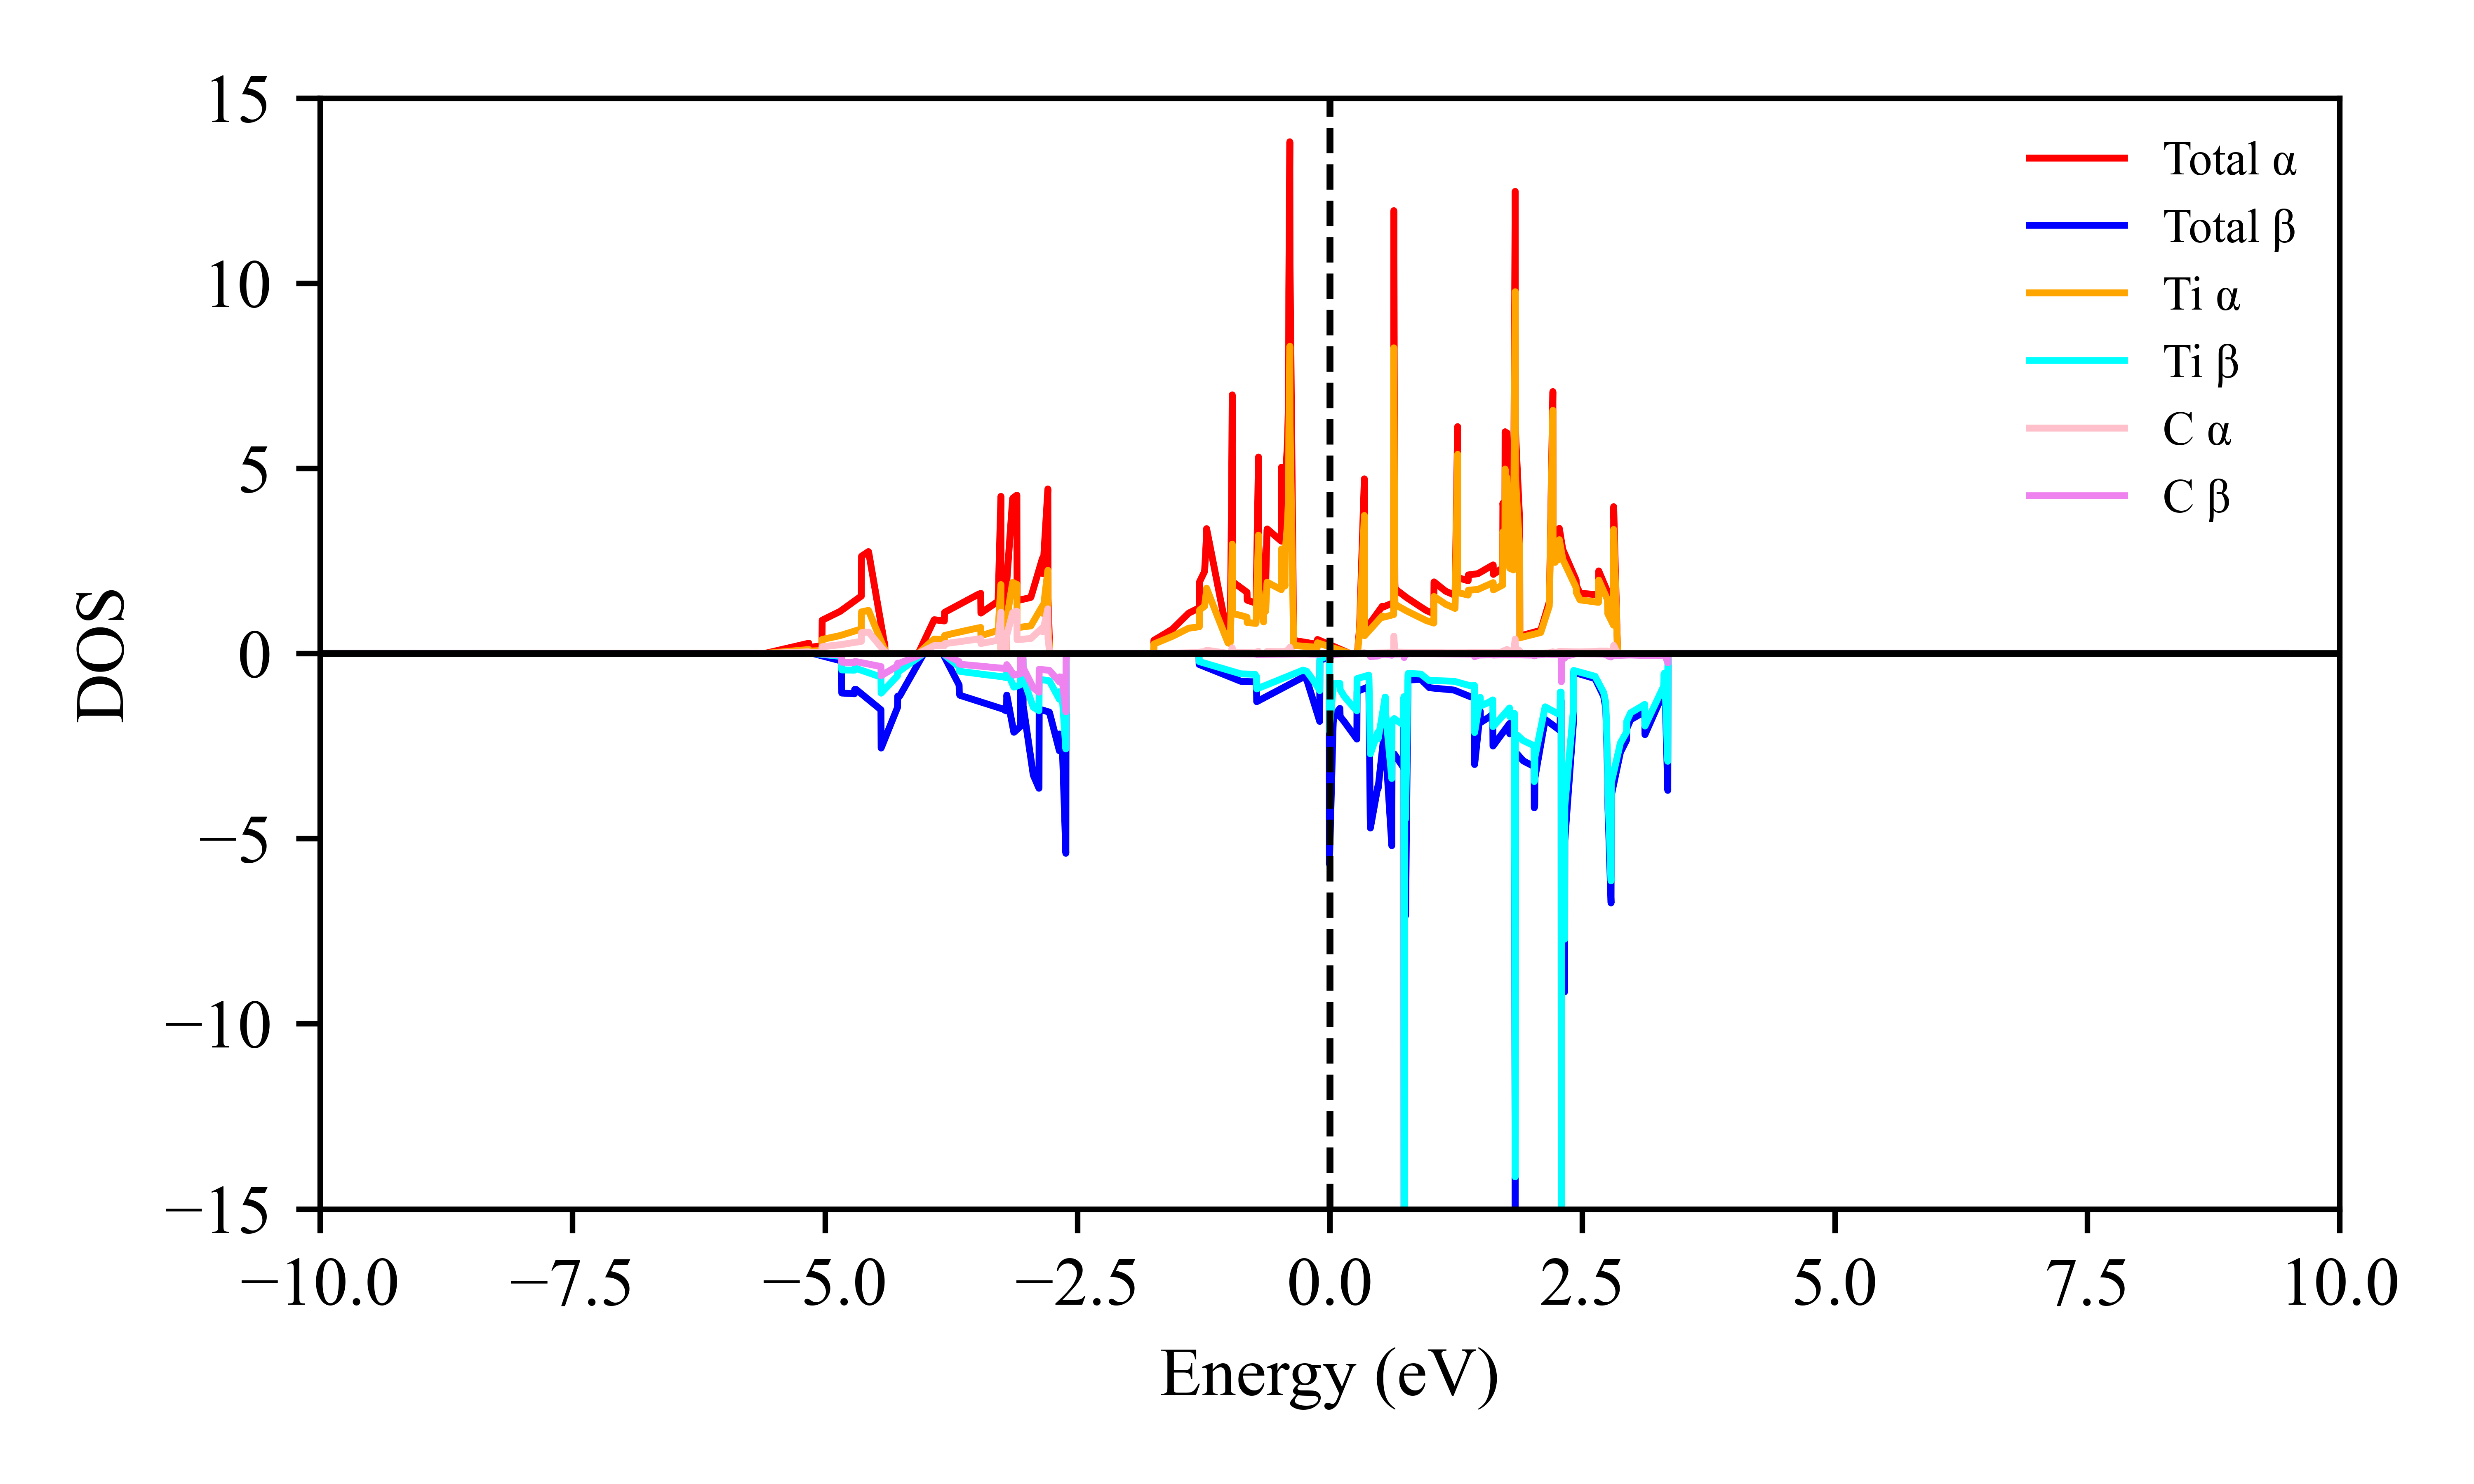 15
10
5
0
−5
−10
−15
DOS
Total α
Total β
Ti α
Ti β
C α
C β
−10.0 −7.5 −5.0 −2.5 0.0 2.5 5.0 7.5 10.0
Energy (eV)